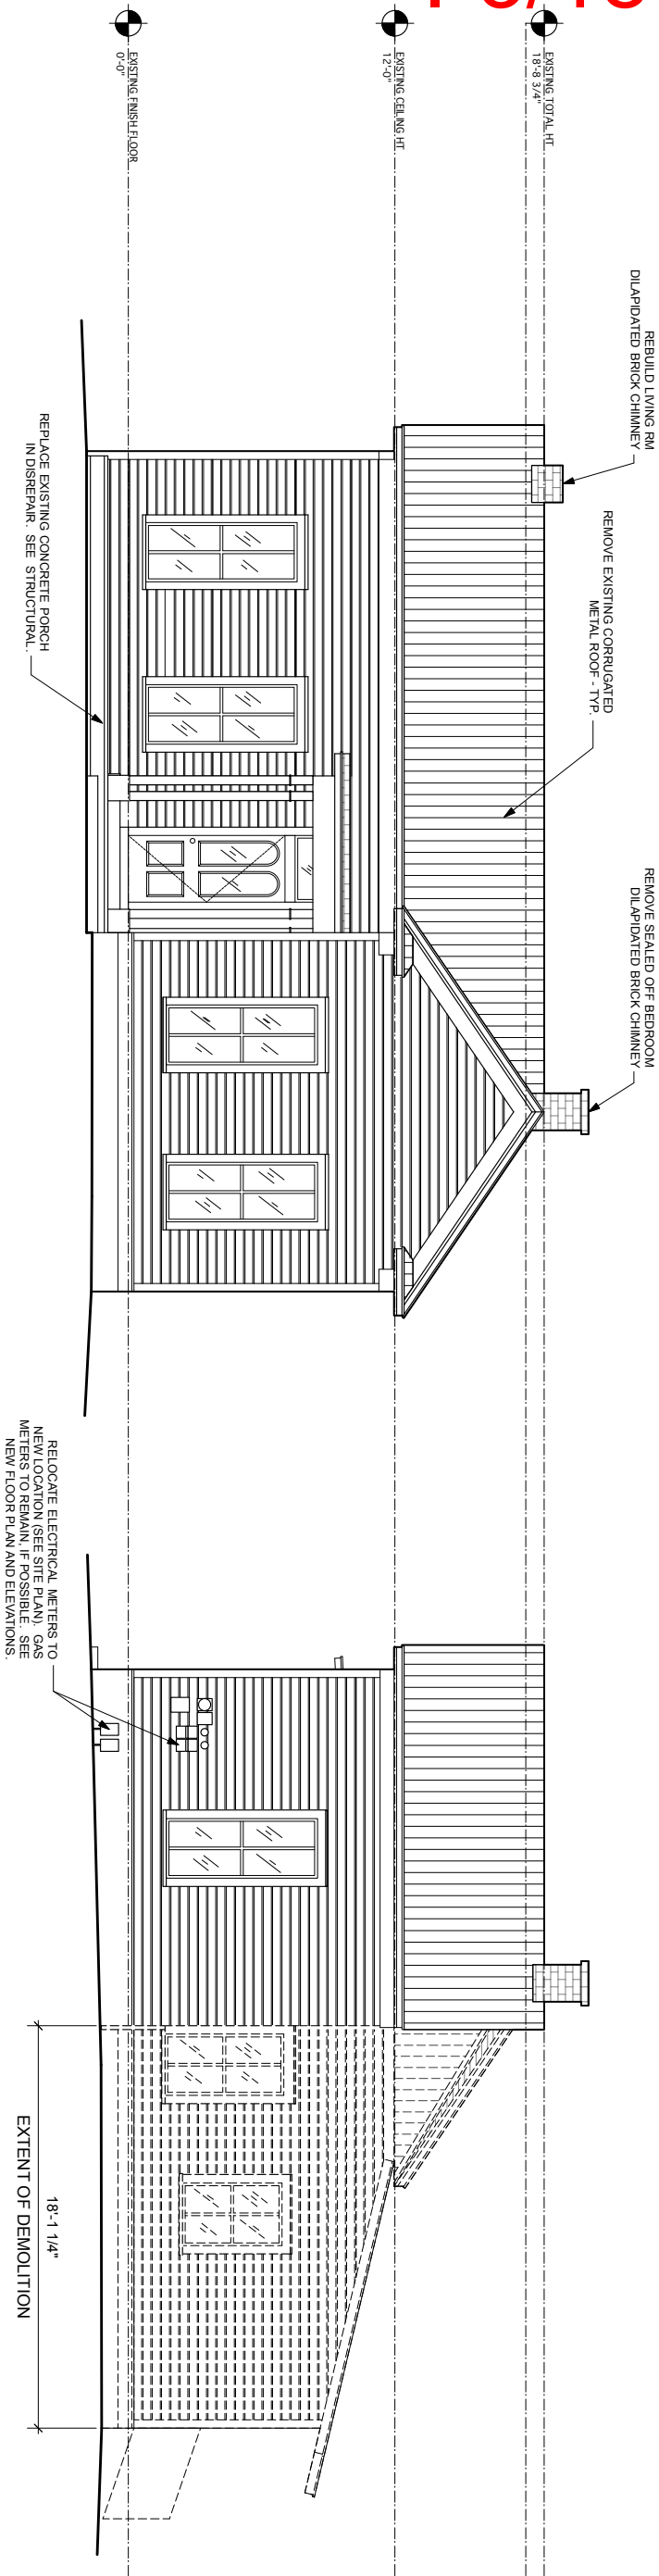 EXISTING TOTAL HT
18'-8 3/4"
EXISTING CEILING HT
12'-0"
EXISTING FINISH FLOOR
0'-0"
REBUILD LIVING RM
DILAPIDATED BRICK CHIMNEY
REMOVE EXISTING CORRUGATED
METAL ROOF - TYP.
REMOVE SEALED OFF BEDROOM
DILAPIDATED BRICK CHIMNEY
REPLACE EXISTING CONCRETE PORCH
IN DISREPAIR. SEE STRUCTURAL.
RELOCATE ELECTRICAL METERS TO
NEW LOCATION (SEE SITE PLAN). GAS
METERS TO REMAIN, IF POSSIBLE. SEE
NEW FLOOR PLAN AND ELEVATIONS.
18'-1 1/4"
EXTENT OF DEMOLITION